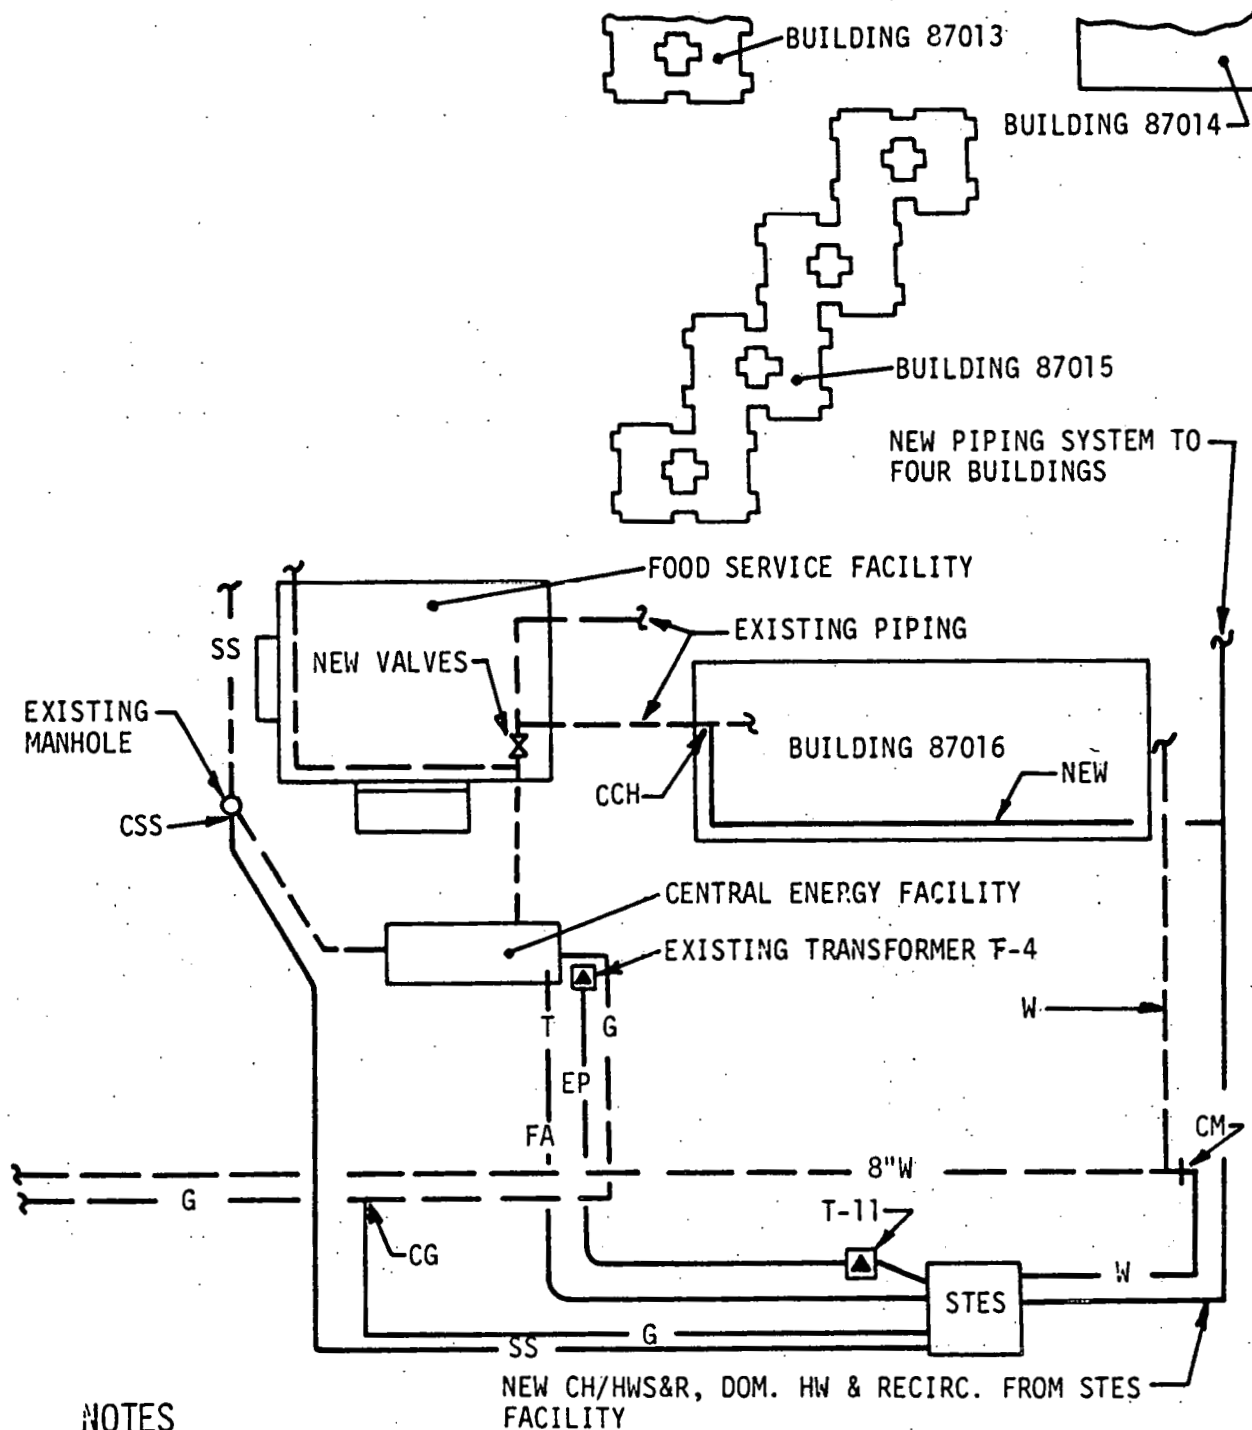 BUILDING 87013
BUILDING 87014
BUILDING 87015
NEW PIPING SYSTEM TO
FOUR BUILDINGS
FOOD SERVICE FACILITY
SS
EXISTING PIPING
NEW VALVES
EXISTING
MANHOLE
BUILDING 87016
NEW
CCH
CSS
CENTRAL ENERGY FACILITY
EXISTING TRANSFORMER T-4
W
T
G
EP
FA
CM
8"W
G
T-11
CG
W
STES
G
SS
NEW CH/HWS&R, DOM. HW & RECIRC. FROM STES
FACILITY
NOTES